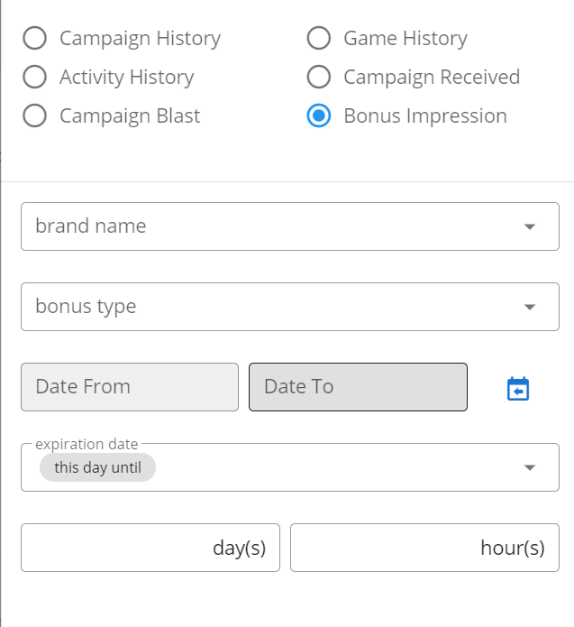 Campaign History
Game History
Activity History
Campaign Received
Campaign Blast
Bonus Impression
brand name
bonus type
Date From
Date To
expiration date
this day until
day(s)
hour(s)